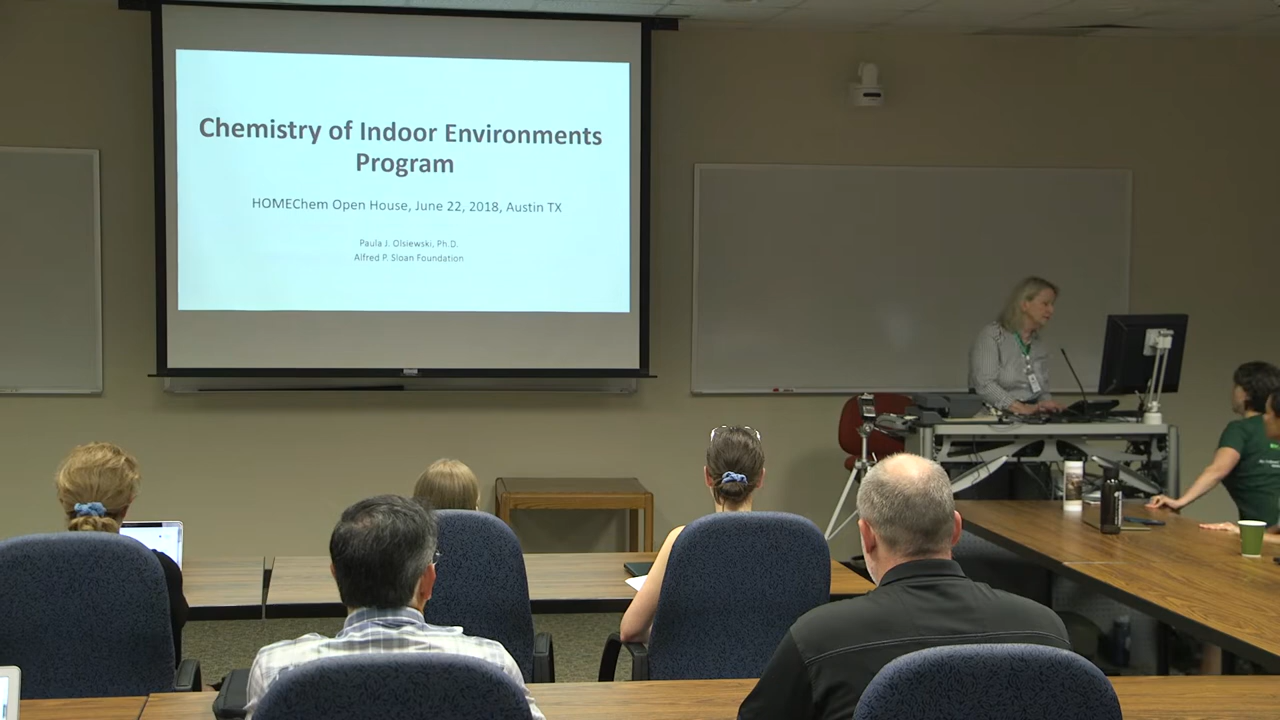 Chemistry of Indoor Environments
Program
HOMEChem Open House, June 22, 2018, Austin TX
Paula J. Olsiewski, Ph.D.
Alfred P. Sloan Foundation